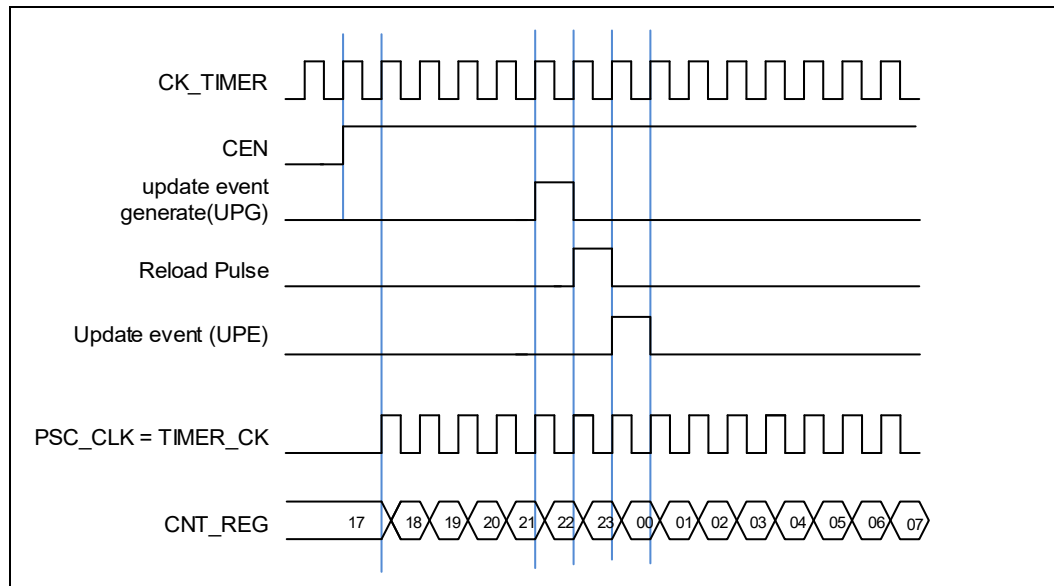 CK_TIMER
CEN
update event
generate(UPG)
Reload Pulse
Update event (UPE)
PSC_CLK = TIMER_CK
CNT_REG 17 18 19 20 21 22 23 00 01 02 03 04 05 06 07